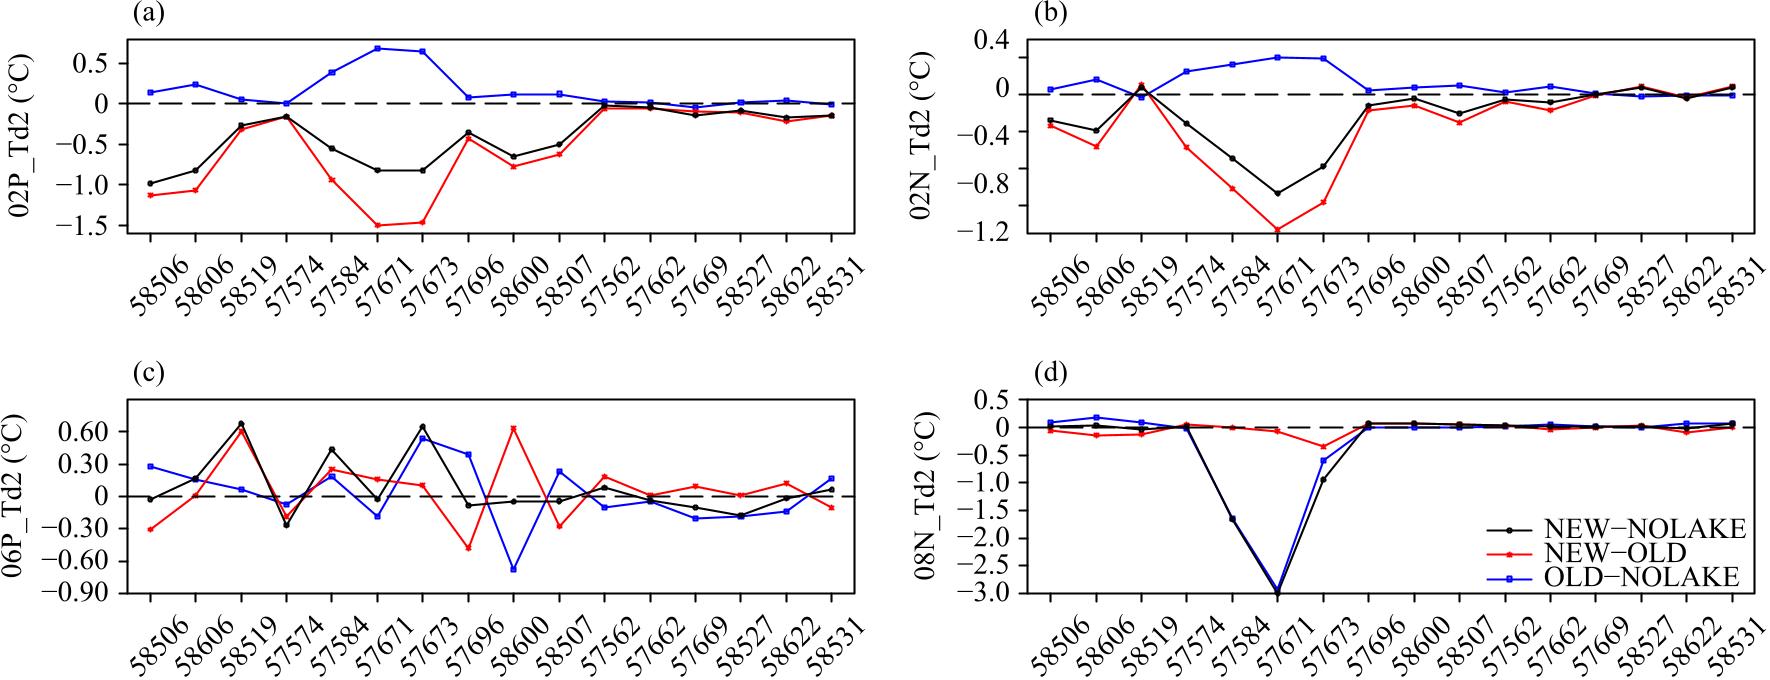 (a)
02P_Td2 (°C)
0.5
0
−0.5
−1.0
−1.5
58506 58606 58519 57574 57584 57671 57673 57696 58600 58507 57562 57662 57669 58527 58622 58531
(b)
02N_Td2 (°C)
0.4
0
−0.4
−0.8
−1.2
58506 58606 58519 57574 57584 57671 57673 57696 58600 58507 57562 57662 57669 58527 58622 58531
(c)
06P_Td2 (°C)
0.60
0.30
0
−0.30
−0.60
−0.90
58506 58606 58519 57574 57584 57671 57673 57696 58600 58507 57562 57662 57669 58527 58622 58531
(d)
08N_Td2 (°C)
0.5
0
−0.5
−1.0
−1.5
−2.0
−2.5
−3.0
NEW−NOLAKE
NEW−OLD
OLD−NOLAKE
58506 58606 58519 57574 57584 57671 57673 57696 58600 58507 57562 57662 57669 58527 58622 58531